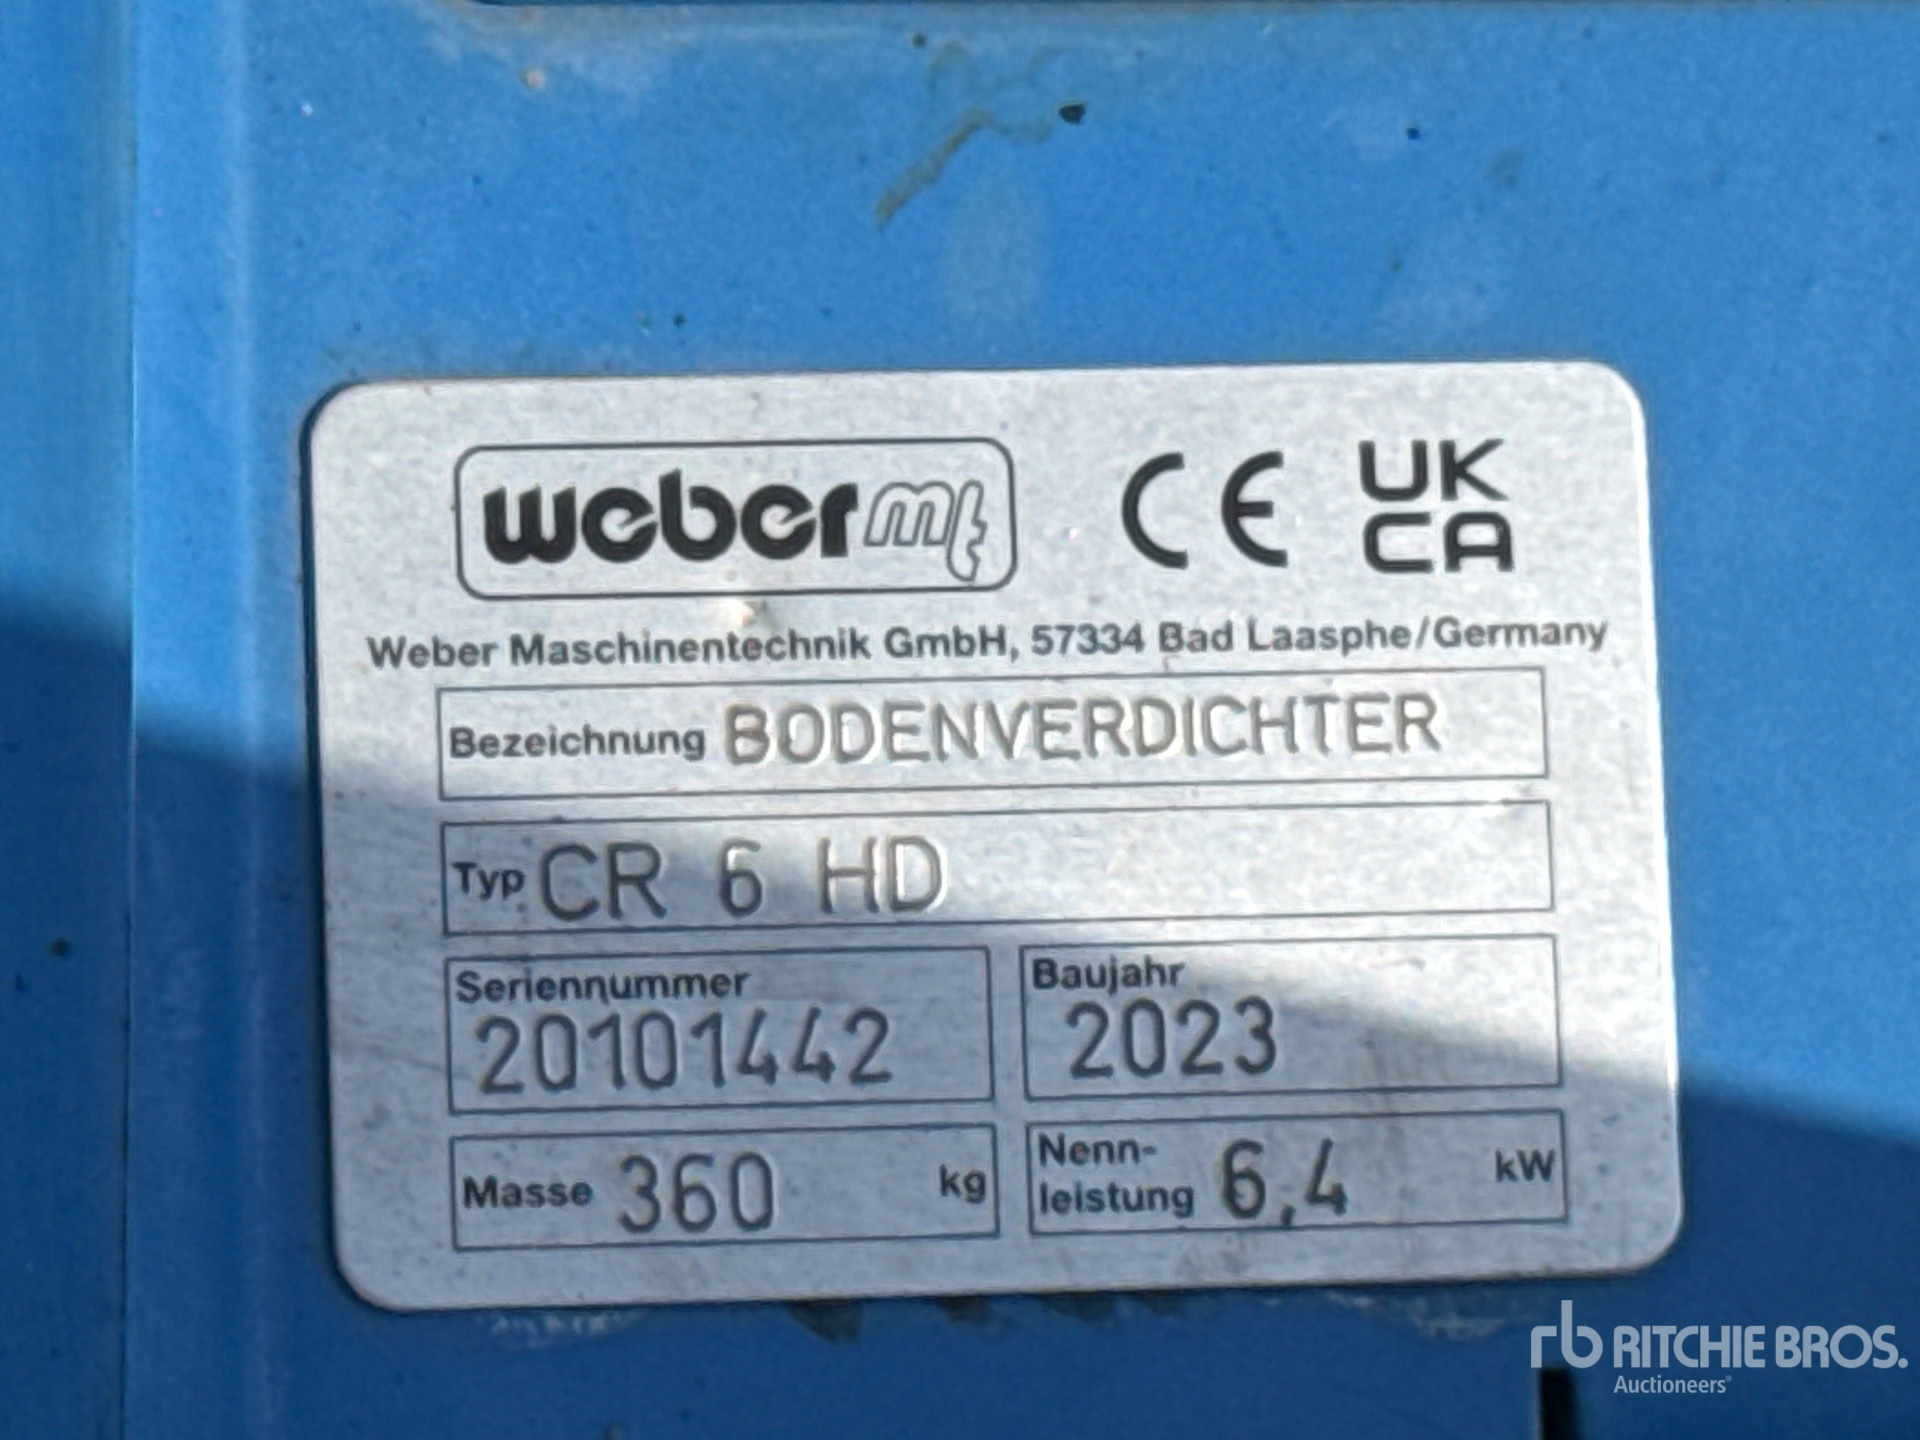 weber mt
CE
UK
CA
Weber Maschinentechnik GmbH, 57334 Bad Laasphe/Germany
Bezeichnung BODENVERDICHTER
Typ CR 6 HD
Seriennummer
20101442
Baujahr
2023
Masse 360 kg
Nenn-
leistung 6,4 kW
rb RITCHIE BROS.
Auctioneers